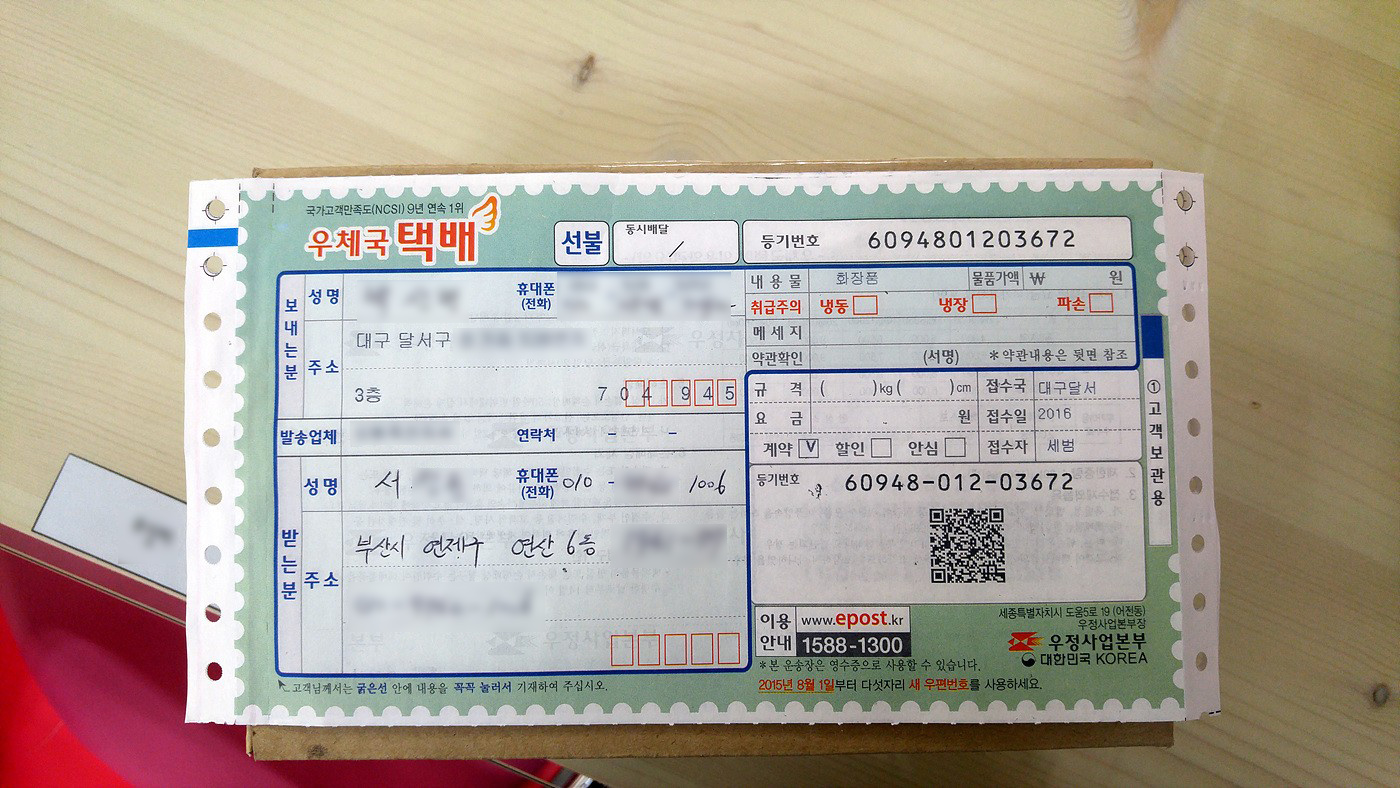 국가고객만족도(NCSI) 9년 연속 1위
우체국 택배
선불
동시배달 /
등기번호 6094801203672
보내는분
성명
휴대폰 (전화)
주소
대구 달서구
3층 704 945
발송업체
연락처 - -
받는분
성명 서
휴대폰 (전화) 010 - 1006
주소
부산시 연제구 연산 6동
고객님께서는 굵은선 안에 내용을 꼭꼭 눌러서 기재하여 주십시오.
내용물 화장품 물품가액 ₩ 원
취급주의 냉동 냉장 파손
메세지
약관확인 (서명) *약관내용은 뒷면 참조
규격 ( )kg ( )cm 접수국 대구달서
요금 원 접수일 2016
계약 V 할인 안심 접수자 세범
등기번호 60948-012-03672
① 고객보관용
이용안내
www.epost.kr
1588-1300
세종특별자치시 도움5로 19 (어진동)
우정사업본부장
우정사업본부
대한민국 KOREA
*본 운송장은 영수증으로 사용할 수 있습니다.
2015년 8월 1일부터 다섯자리 새 우편번호를 사용하세요.